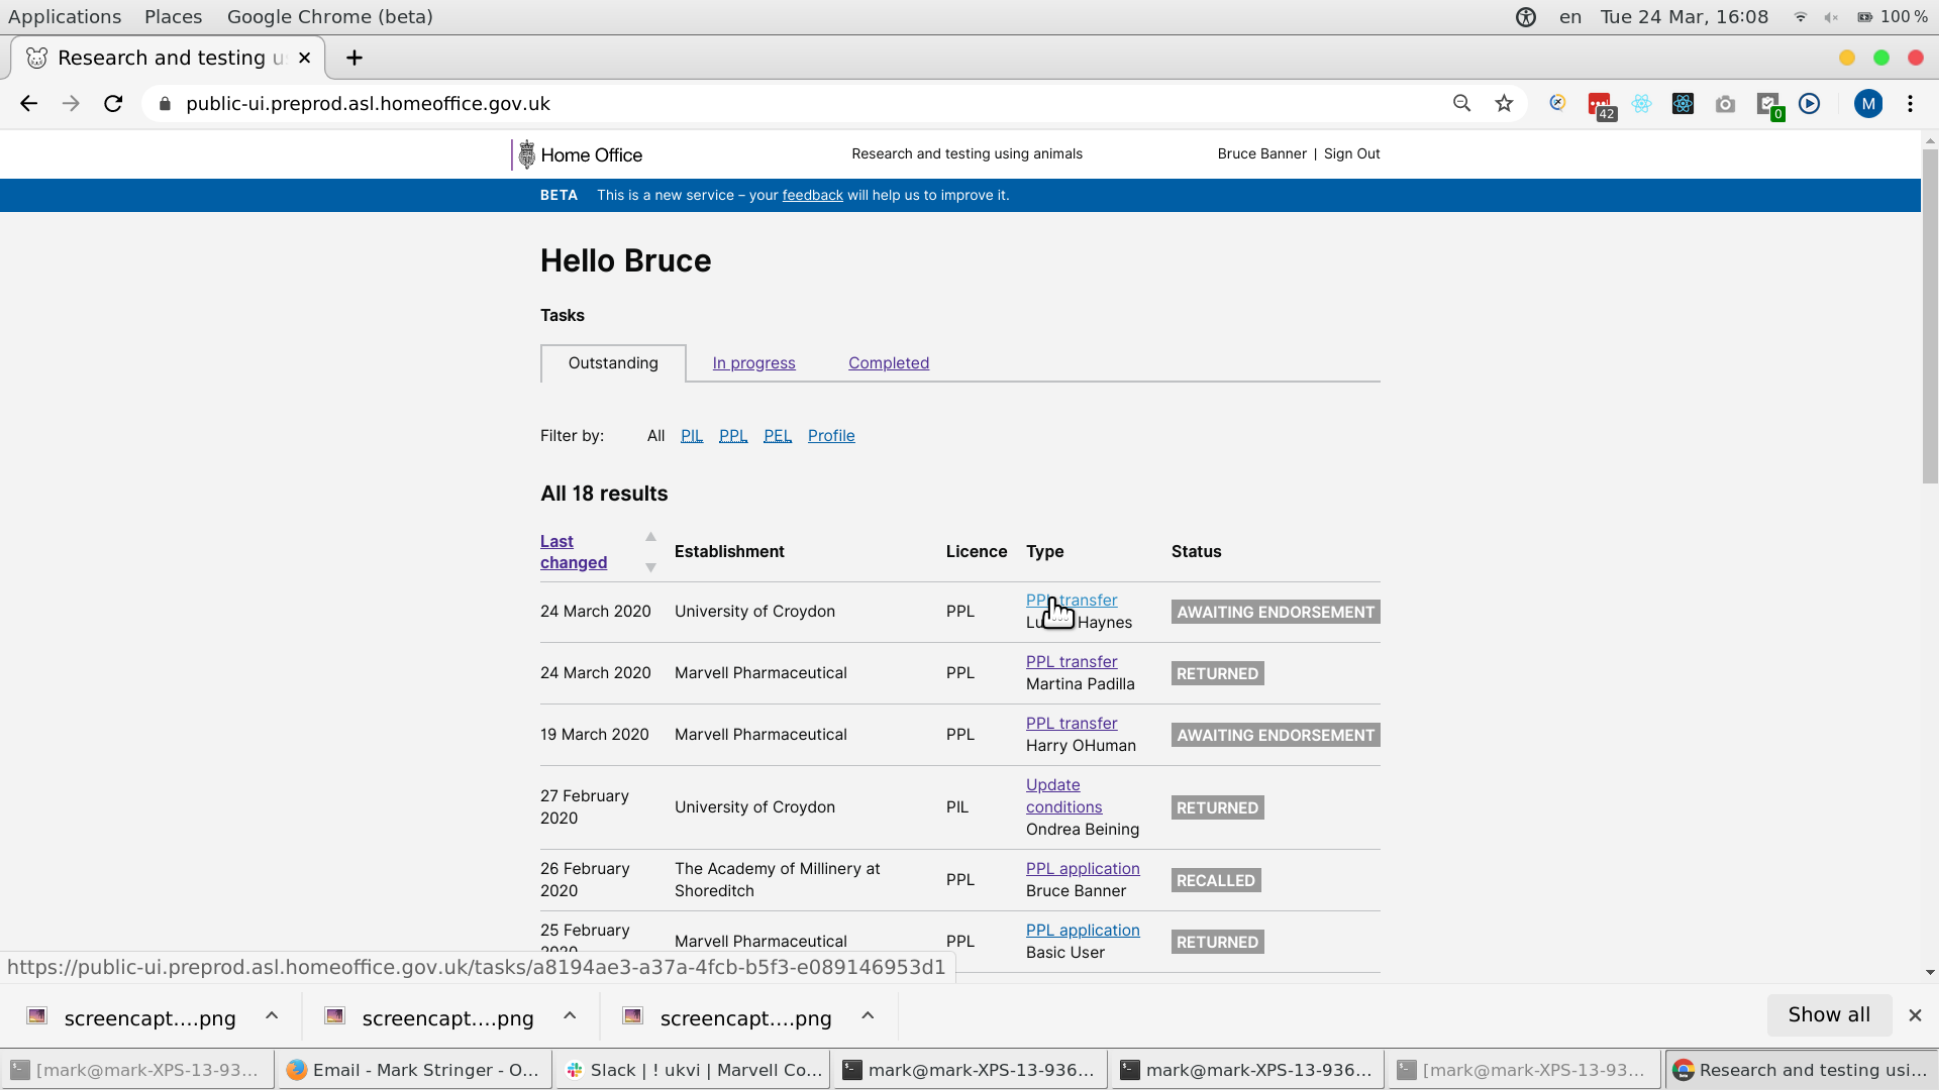 Applications Places Google Chrome (beta) en Tue 24 Mar, 16:08 100 %
Research and testing u
public-ui.preprod.asl.homeoffice.gov.uk 42 0 M
Home Office Research and testing using animals Bruce Banner | Sign Out
BETA This is a new service – your feedback will help us to improve it.
Hello Bruce
Tasks
Outstanding In progress Completed
Filter by: All PIL PPL PEL Profile
All 18 results
Last changed Establishment Licence Type Status
24 March 2020 University of Croydon PPL PPL transfer AWAITING ENDORSEMENT
Haynes
24 March 2020 Marvell Pharmaceutical PPL PPL transfer RETURNED
Martina Padilla
19 March 2020 Marvell Pharmaceutical PPL PPL transfer AWAITING ENDORSEMENT
Harry OHuman
27 February 2020 University of Croydon PIL Update conditions RETURNED
Ondrea Beining
26 February 2020 The Academy of Millinery at Shoreditch PPL PPL application RECALLED
Bruce Banner
25 February 2020 Marvell Pharmaceutical PPL PPL application RETURNED
Basic User
https://public-ui.preprod.asl.homeoffice.gov.uk/tasks/a8194ae3-a37a-4fcb-b5f3-e089146953d1
screencapt....png screencapt....png screencapt....png Show all
[mark@mark-XPS-13-93... Email - Mark Stringer - O... Slack | ! ukvi | Marvell Co... mark@mark-XPS-13-936... mark@mark-XPS-13-936... [mark@mark-XPS-13-93... Research and testing usi...